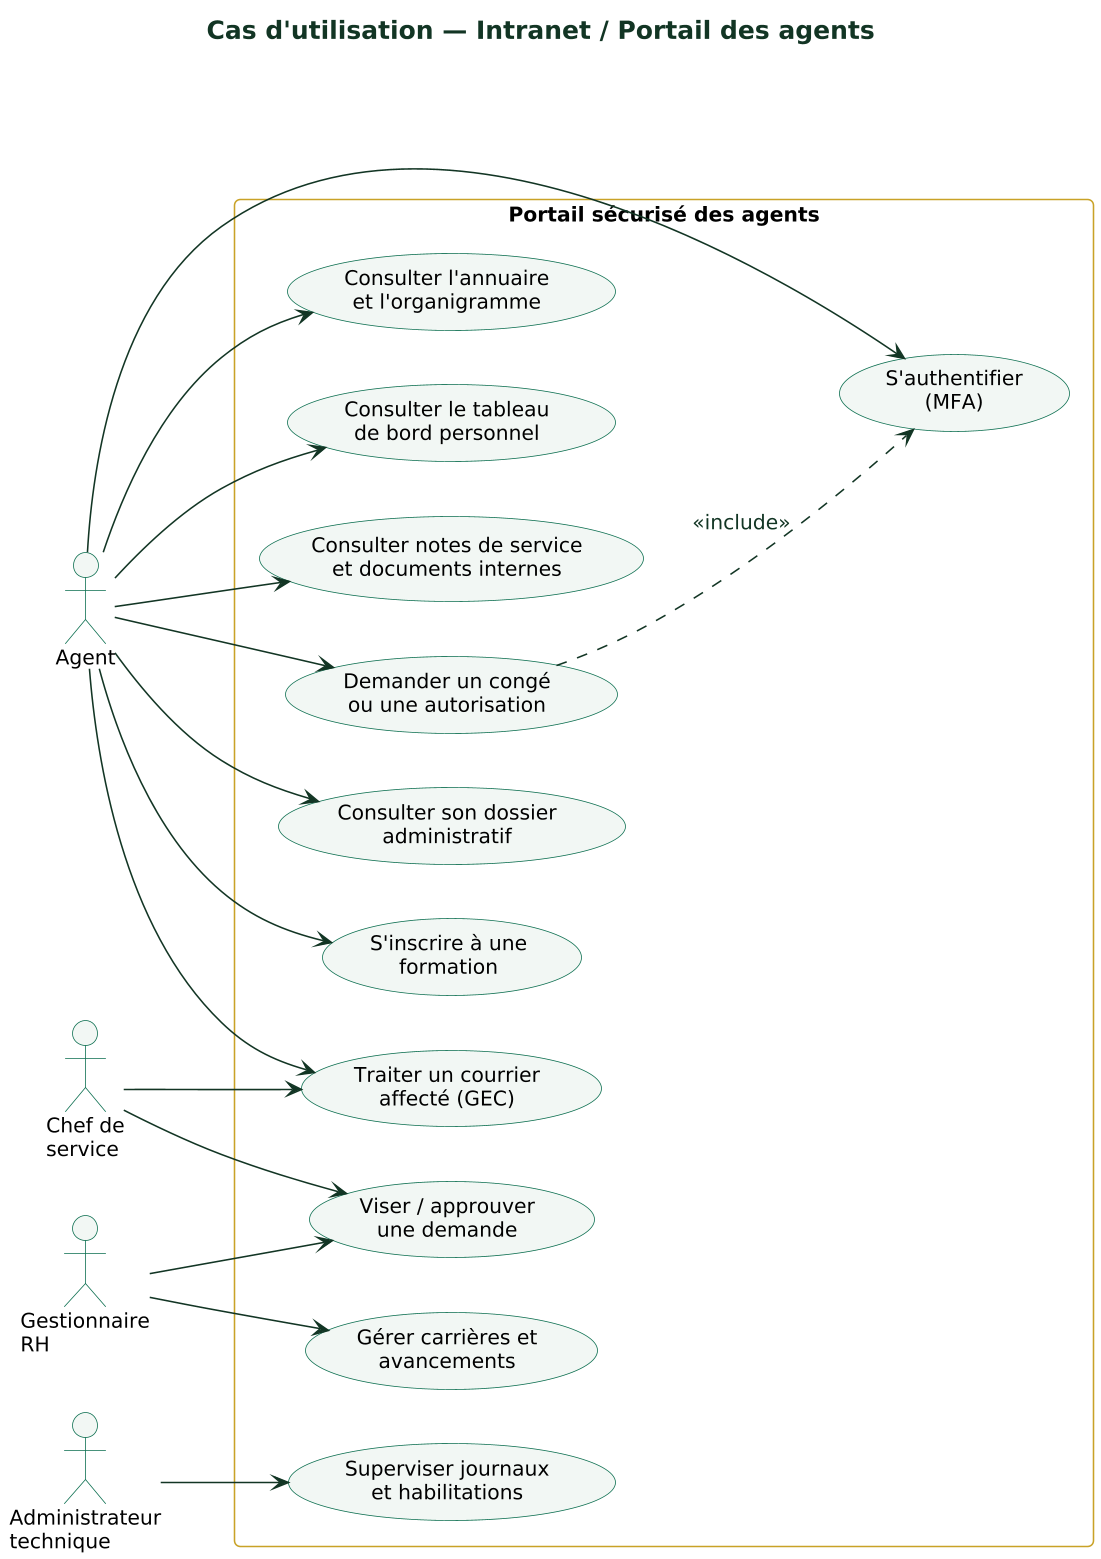 Cas d'utilisation — Intranet / Portail des agents
Portail sécurisé des agents
Consulter l'annuaire
et l'organigramme
S'authentifier
(MFA)
Consulter le tableau
de bord personnel
«include»
Consulter notes de service
et documents internes
Agent
Demander un congé
ou une autorisation
Consulter son dossier
administratif
S'inscrire à une
formation
Traiter un courrier
affecté (GEC)
Chef de
service
Viser / approuver
une demande
Gestionnaire
RH
Gérer carrières et
avancements
Superviser journaux
et habilitations
Administrateur
technique